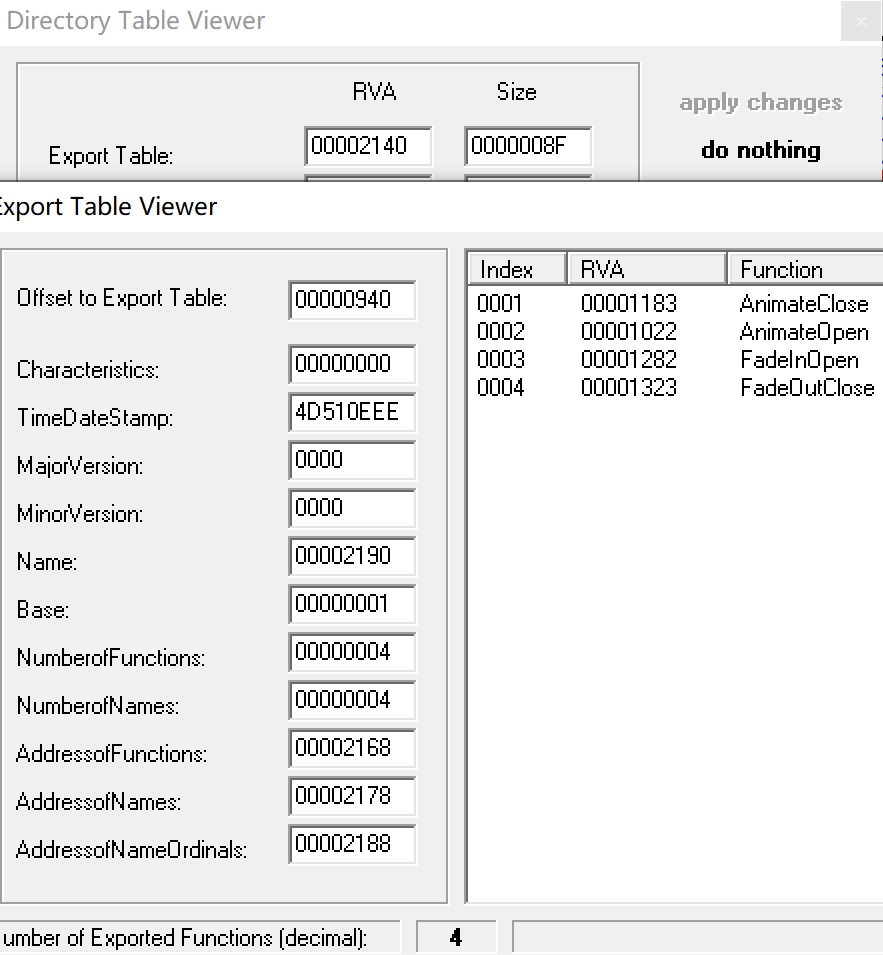 Directory Table Viewer
RVA Size
apply changes
Export Table: 00002140 0000008F
do nothing
Export Table Viewer
Offset to Export Table: 00000940
Characteristics: 00000000
TimeDateStamp: 4D510EEE
MajorVersion: 0000
MinorVersion: 0000
Name: 00002190
Base: 00000001
NumberofFunctions: 00000004
NumberofNames: 00000004
AddressofFunctions: 00002168
AddressofNames: 00002178
AddressofNameOrdinals: 00002188
Index RVA Function
0001 00001183 AnimateClose
0002 00001022 AnimateOpen
0003 00001282 FadeInOpen
0004 00001323 FadeOutClose
umber of Exported Functions (decimal): 4